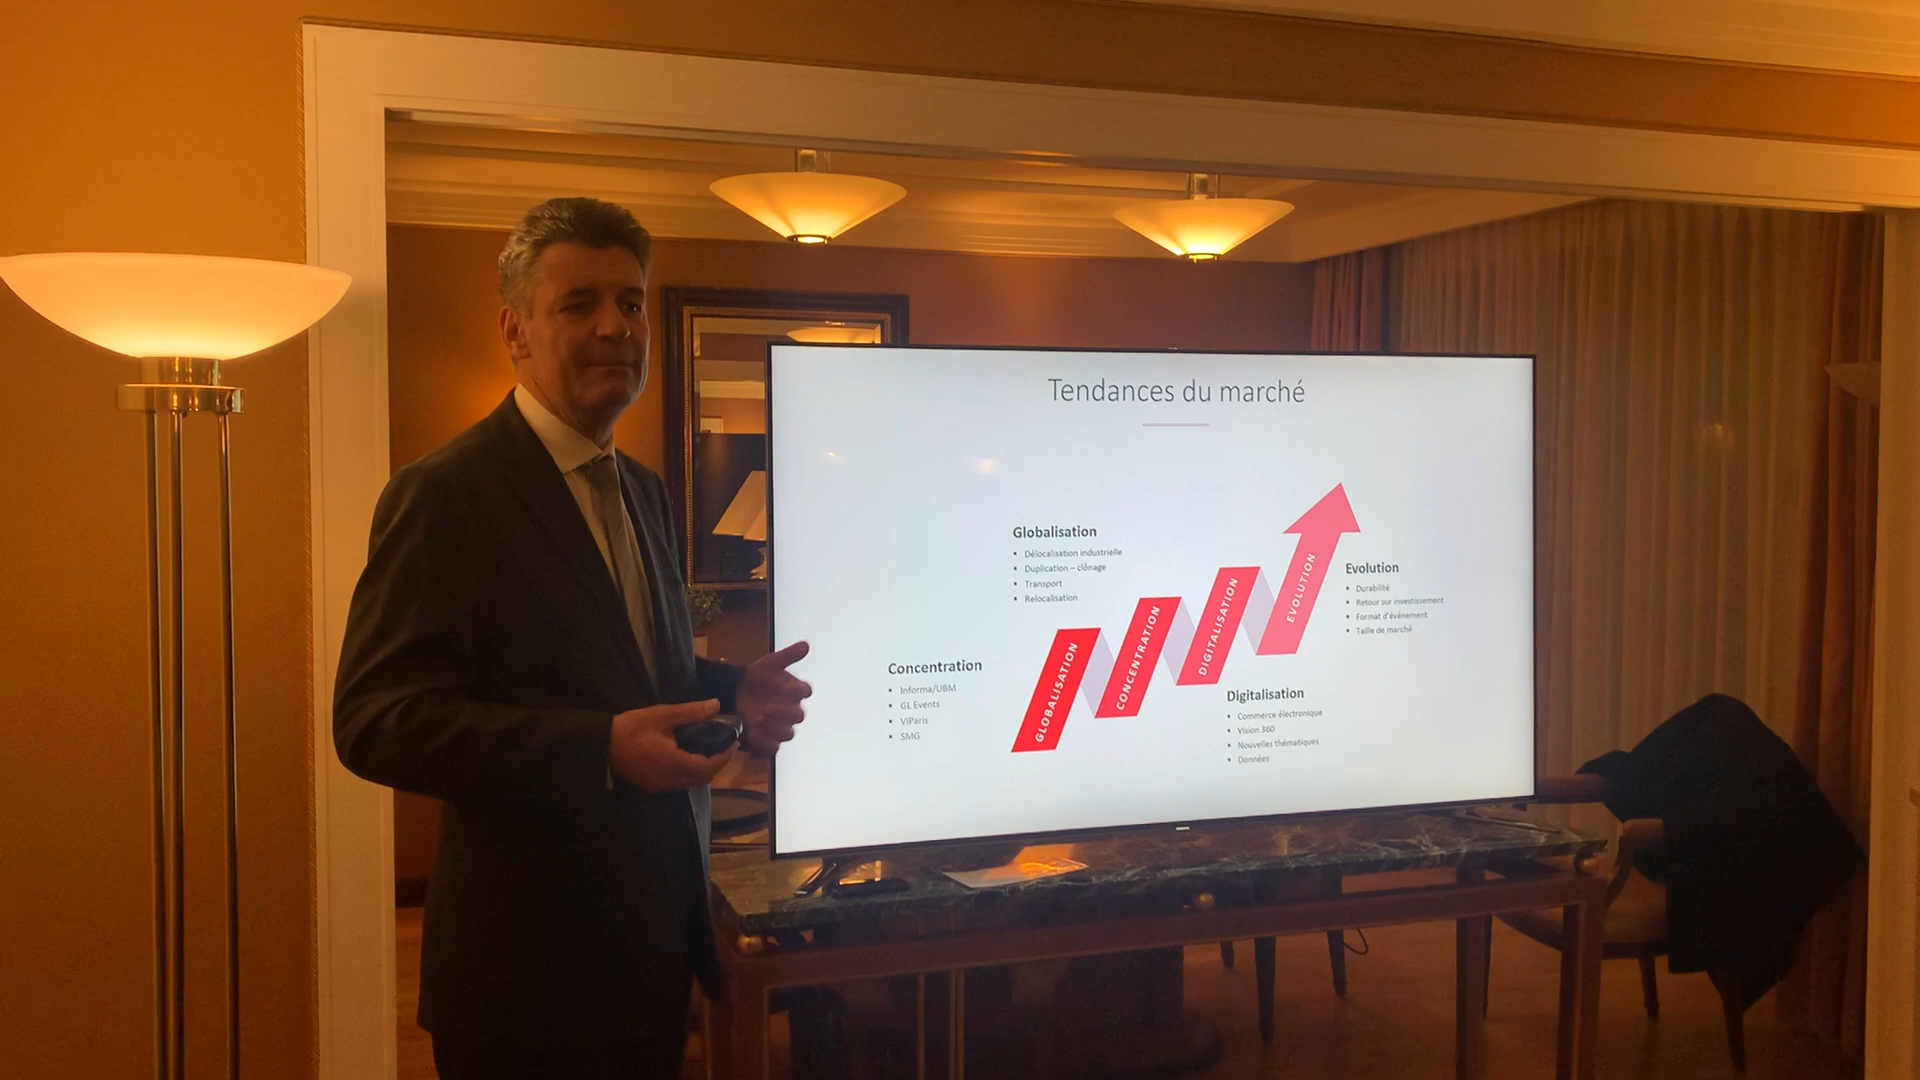 Tendances du marché
Globalisation
▪ Délocalisation industrielle
▪ Duplication – clônage
▪ Transport
▪ Relocalisation
Concentration
▪ Informa/UBM
▪ GL Events
▪ VIParis
▪ SMG
GLOBALISATION
CONCENTRATION
DIGITALISATION
EVOLUTION
Evolution
▪ Durabilité
▪ Retour sur investissement
▪ Format d'événement
▪ Taille de marché
Digitalisation
▪ Commerce électronique
▪ Vision 360
▪ Nouvelles thématiques
▪ Données